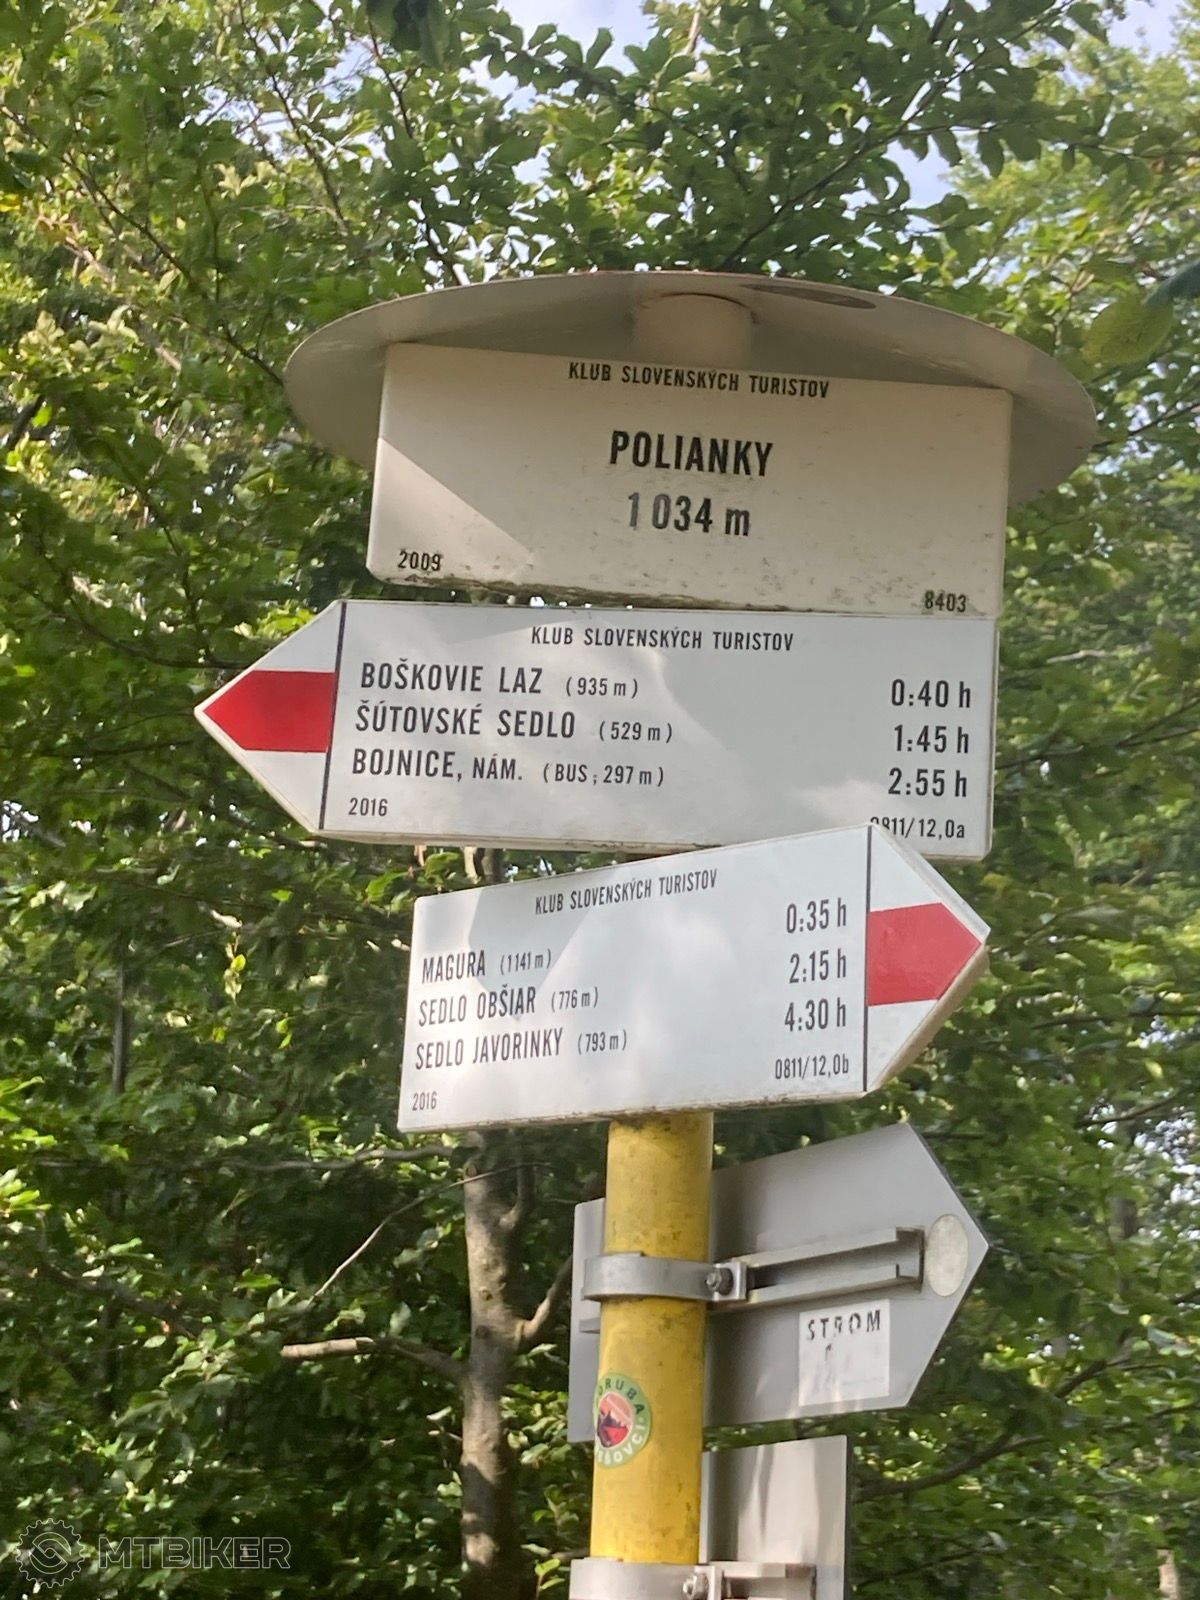 KLUB SLOVENSKÝCH TURISTOV
POLIANKY
1 034 m
2009 8403
KLUB SLOVENSKÝCH TURISTOV
BOŠKOVIE LAZ (935 m) 0:40 h
ŠÚTOVSKÉ SEDLO (529 m) 1:45 h
BOJNICE, NÁM. (BUS; 297 m) 2:55 h
2016 0811/12,0a
KLUB SLOVENSKÝCH TURISTOV
MAGURA (1141 m) 0:35 h
SEDLO OBŠIAR (776 m) 2:15 h
SEDLO JAVORINKY (793 m) 4:30 h
2016 0811/12,0b
STROM
MTBIKER